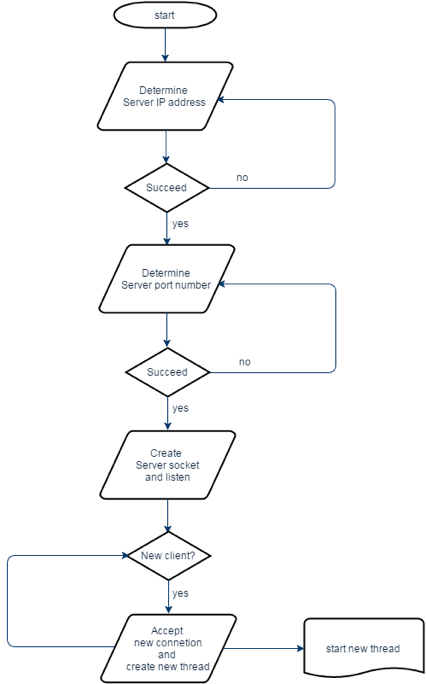 start
Determine
Server IP address
Succeed
no
yes
Determine
Server port number
Succeed
no
yes
Create
Server socket
and listen
New client?
yes
Accept
new connetion
and
create new thread
start new thread